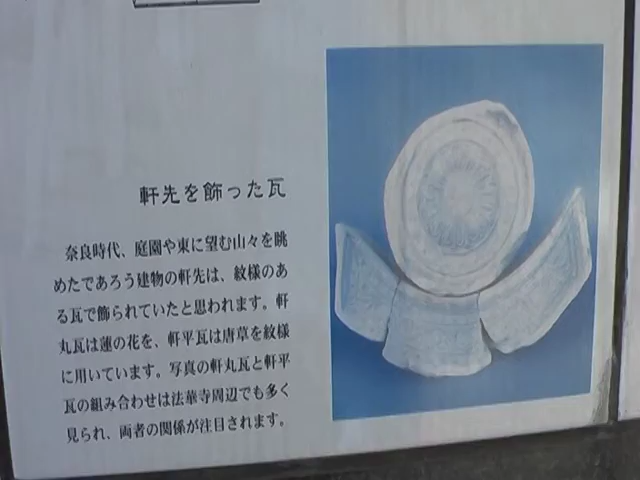 軒先を飾った瓦
奈良時代、庭園や東に望む山々を眺
めたであろう建物の軒先は、紋様のあ
る瓦で飾られていたと思われます。軒
丸瓦は蓮の花を、軒平瓦は唐草を紋様
に用いています。写真の軒丸瓦と軒平
瓦の組み合わせは法華寺周辺でも多く
見られ、両者の関係が注目されます。